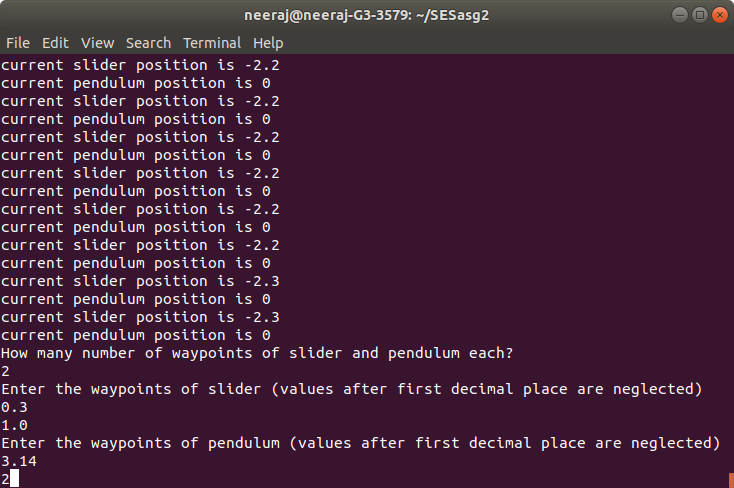 neeraj@neeraj-G3-3579: ~/SESasg2
File Edit View Search Terminal Help
current slider position is -2.2
current pendulum position is 0
current slider position is -2.2
current pendulum position is 0
current slider position is -2.2
current pendulum position is 0
current slider position is -2.2
current pendulum position is 0
current slider position is -2.2
current pendulum position is 0
current slider position is -2.2
current pendulum position is 0
current slider position is -2.3
current pendulum position is 0
current slider position is -2.3
current pendulum position is 0
How many number of waypoints of slider and pendulum each?
2
Enter the waypoints of slider (values after first decimal place are neglected)
0.3
1.0
Enter the waypoints of pendulum (values after first decimal place are neglected)
3.14
2